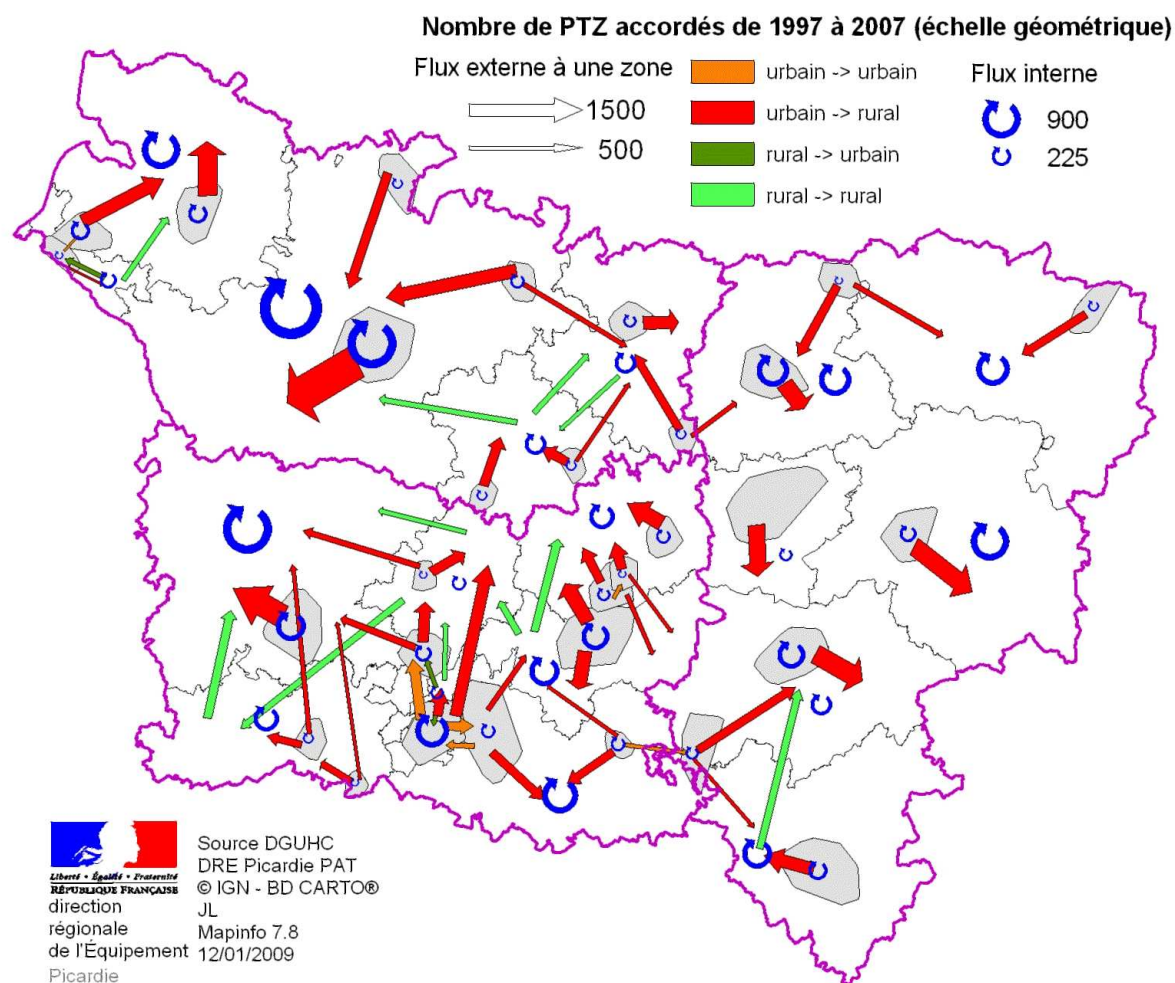 Nombre de PTZ accordés de 1997 à 2007 (échelle géométrique)
Flux externe à une zone
1500
500
urbain -> urbain
urbain -> rural
rural -> urbain
rural -> rural
Flux interne
900
225
Liberté • Égalité • Fraternité
RÉPUBLIQUE FRANÇAISE
direction
régionale
de l'Équipement
Picardie
Source DGUHC
DRE Picardie PAT
© IGN - BD CARTO®
JL
Mapinfo 7.8
12/01/2009